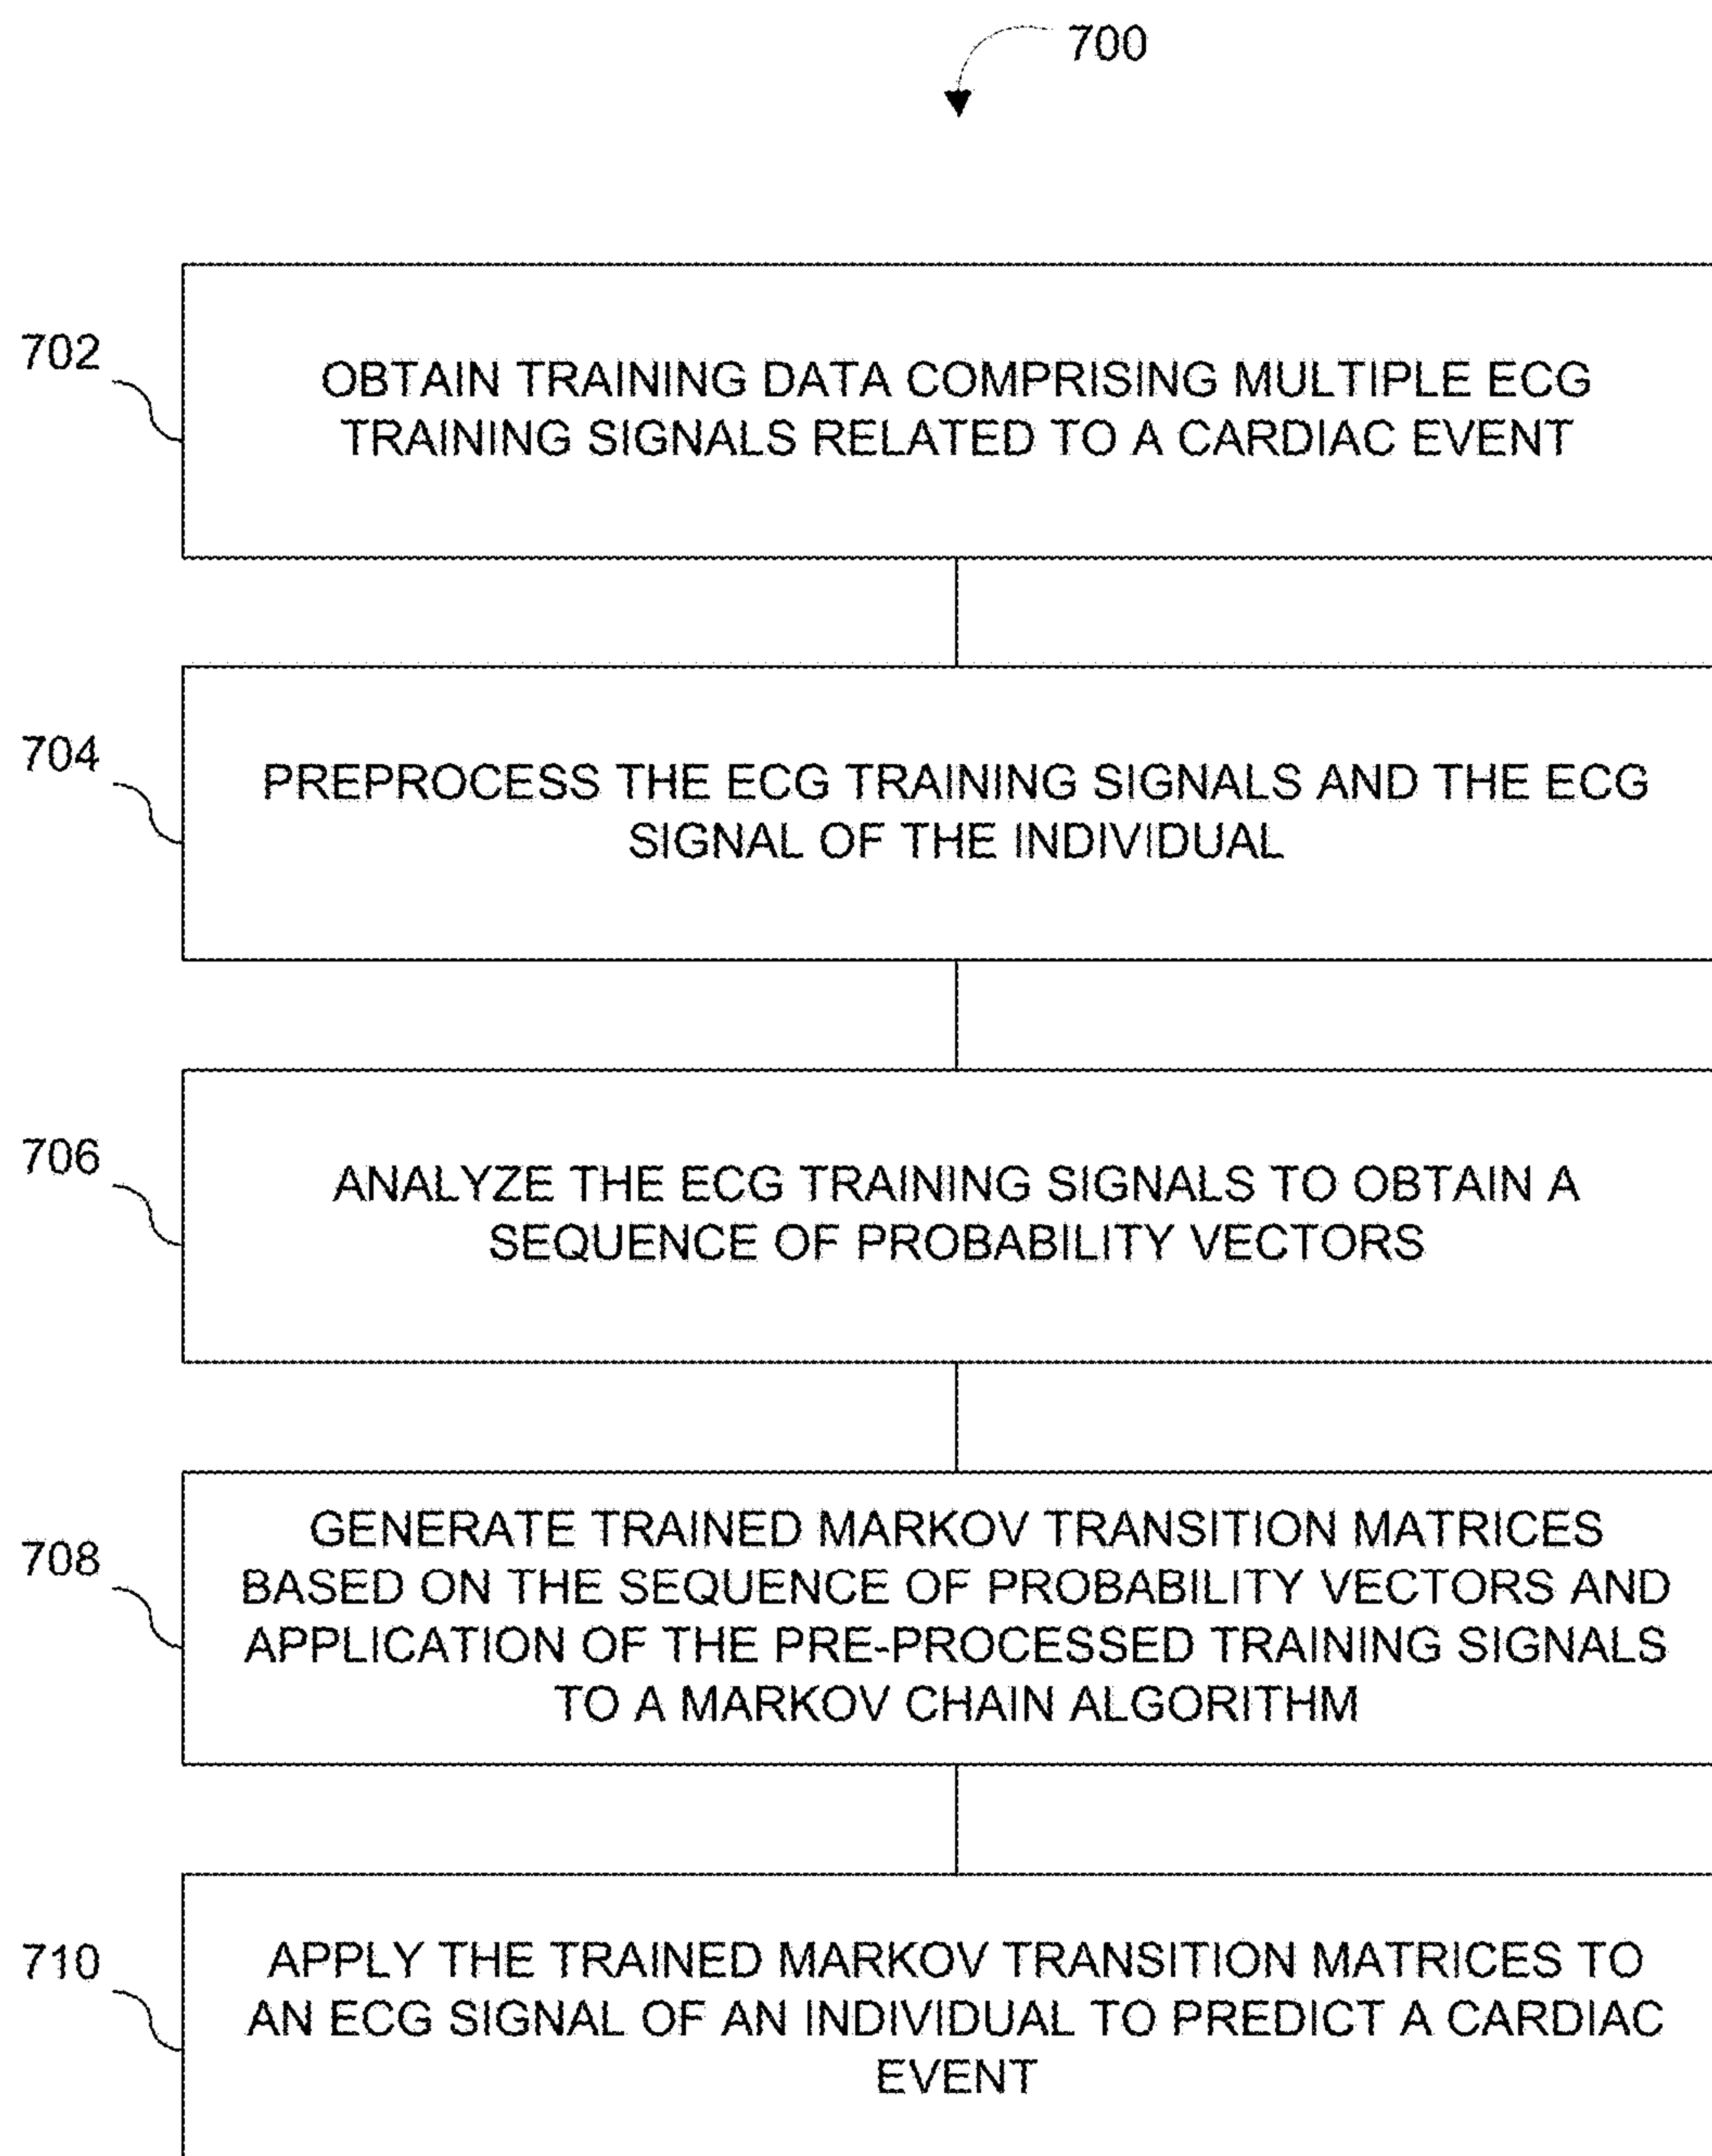 700
702
OBTAIN TRAINING DATA COMPRISING MULTIPLE ECG
TRAINING SIGNALS RELATED TO A CARDIAC EVENT
704
PREPROCESS THE ECG TRAINING SIGNALS AND THE ECG
SIGNAL OF THE INDIVIDUAL
706
ANALYZE THE ECG TRAINING SIGNALS TO OBTAIN A
SEQUENCE OF PROBABILITY VECTORS
708
GENERATE TRAINED MARKOV TRANSITION MATRICES
BASED ON THE SEQUENCE OF PROBABILITY VECTORS AND
APPLICATION OF THE PRE-PROCESSED TRAINING SIGNALS
TO A MARKOV CHAIN ALGORITHM
710
APPLY THE TRAINED MARKOV TRANSITION MATRICES TO
AN ECG SIGNAL OF AN INDIVIDUAL TO PREDICT A CARDIAC
EVENT